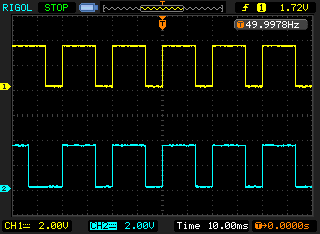 RIGOL STOP T 1 1.72V
T 49.9978Hz
1
2
CH1 2.00V CH2 2.00V Time 10.00ms T→0.0000s